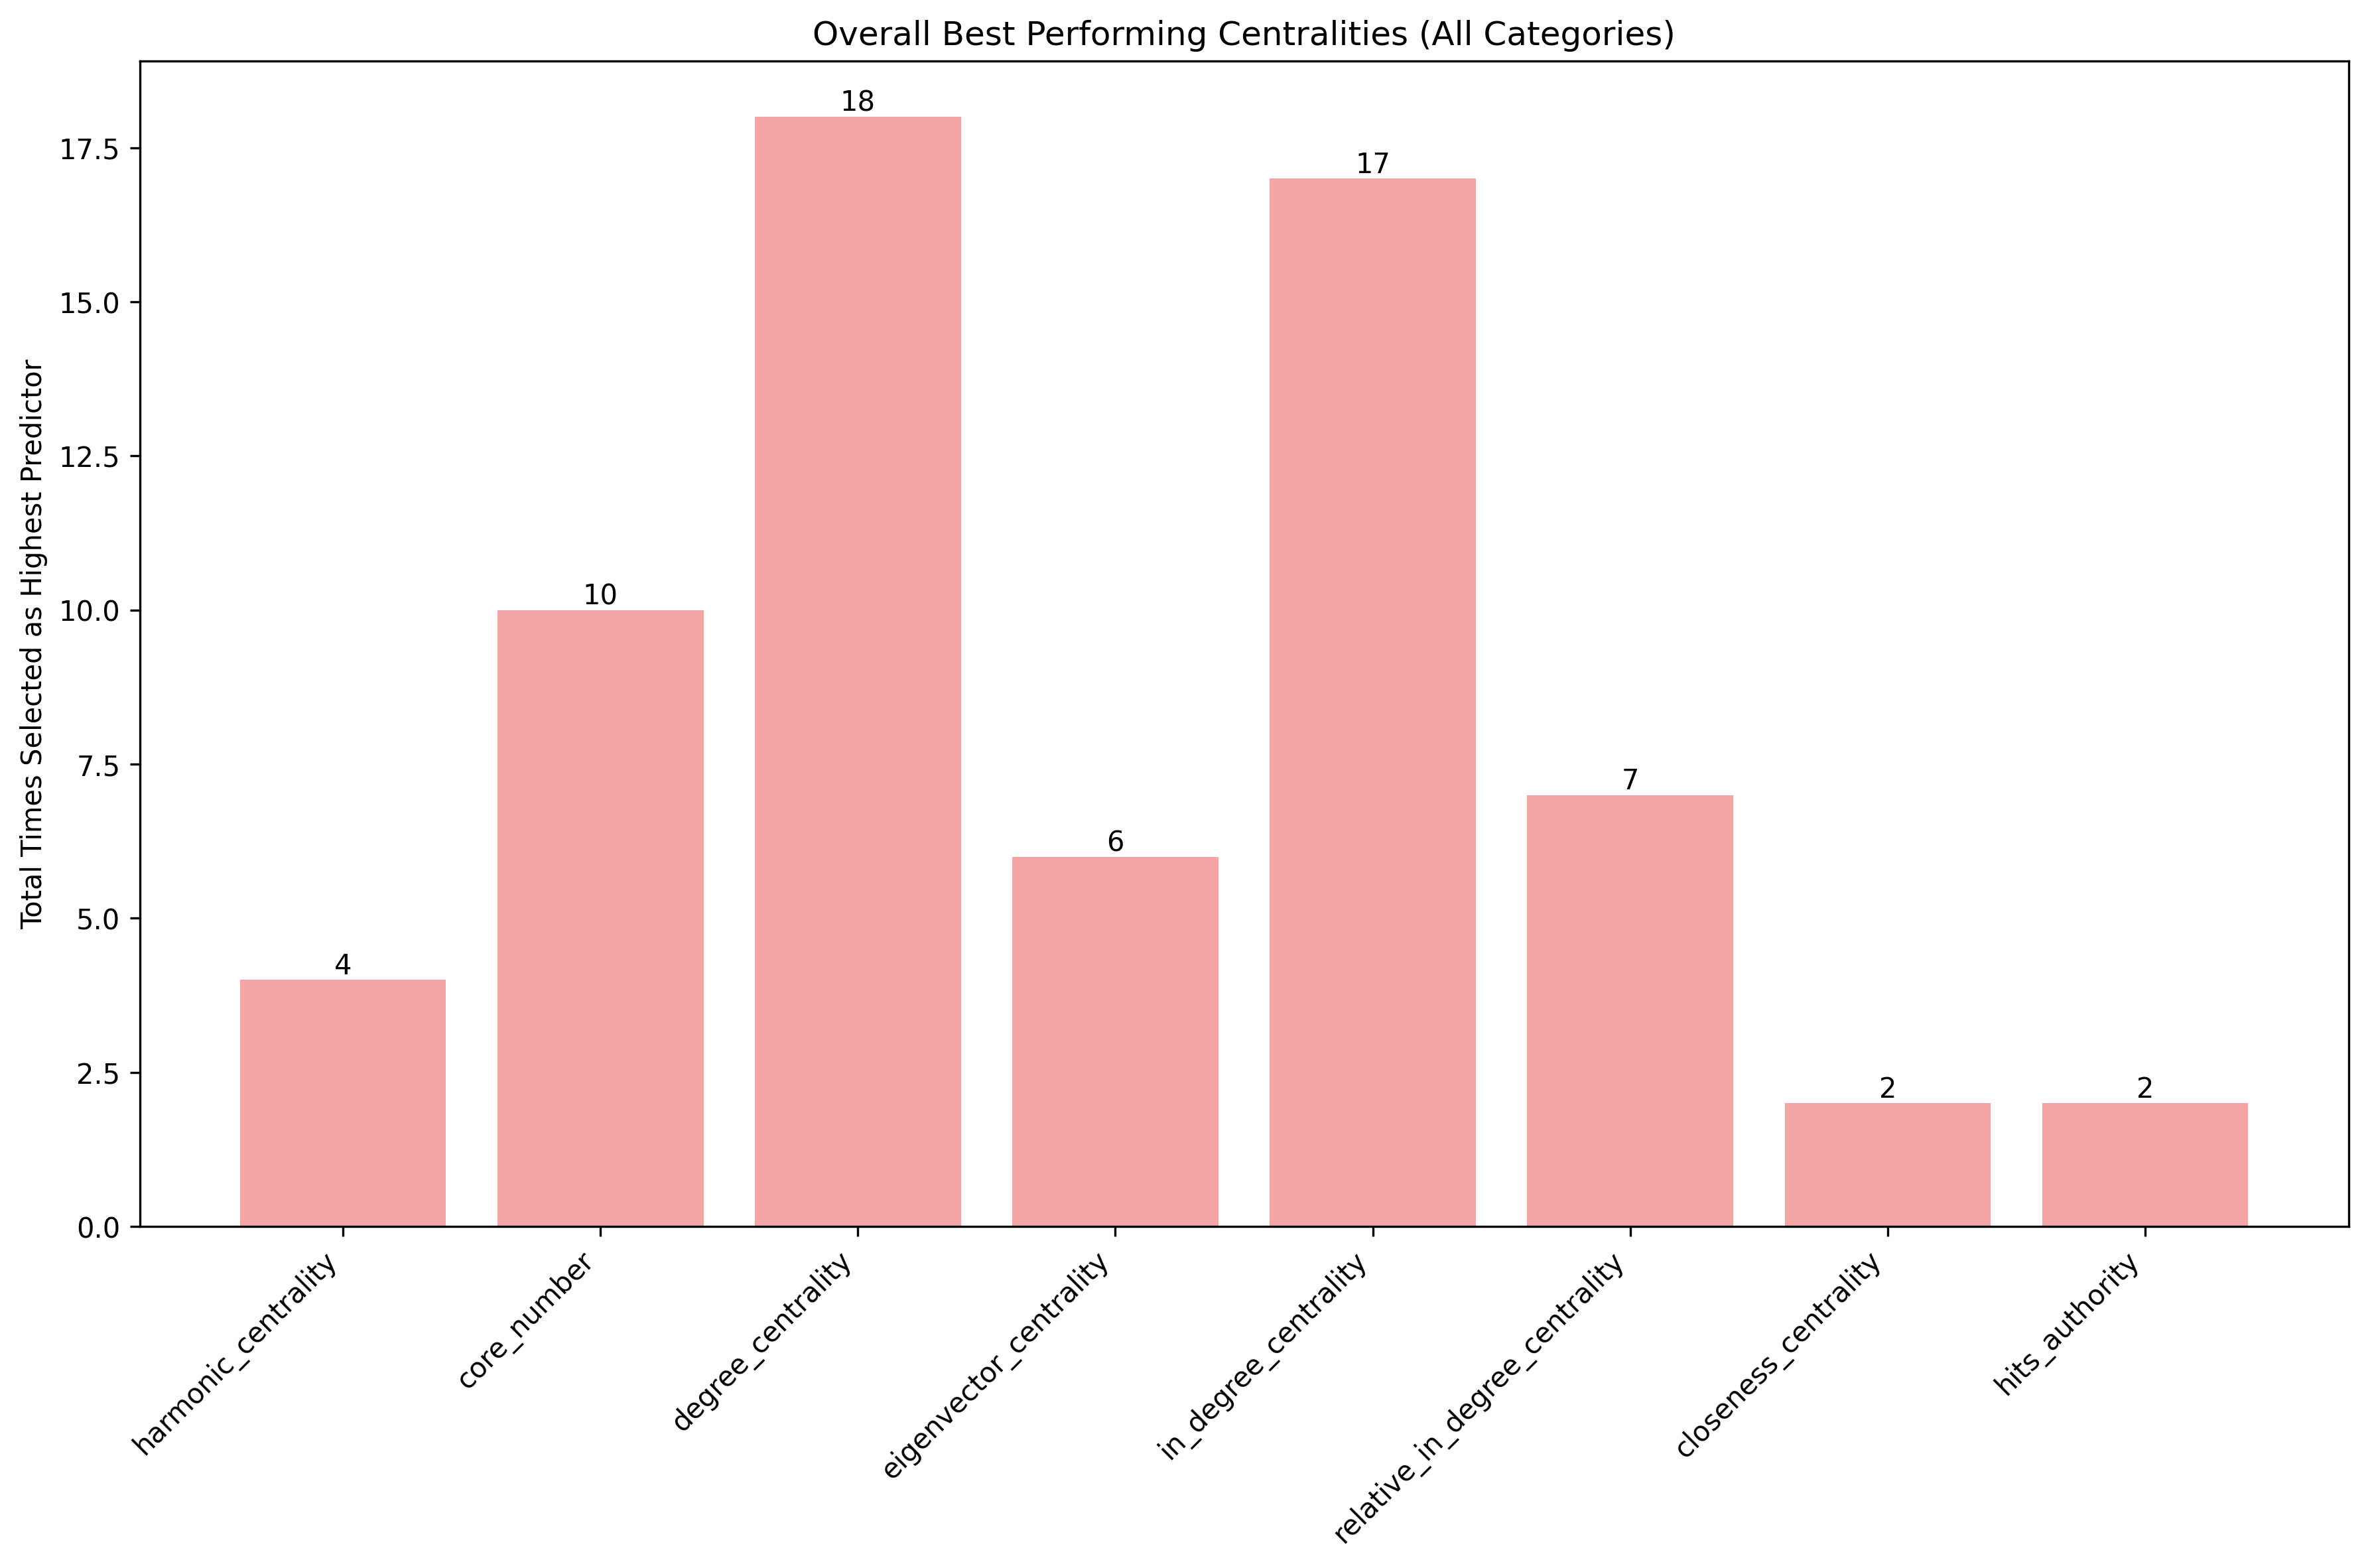 Overall Best Performing Centralities (All Categories)
Total Times Selected as Highest Predictor
17.5
15.0
12.5
10.0
7.5
5.0
2.5
0.0
4
10
18
6
17
7
2
2
harmonic_centrality
core_number
degree_centrality
eigenvector_centrality
in_degree_centrality
relative_in_degree_centrality
closeness_centrality
hits_authority